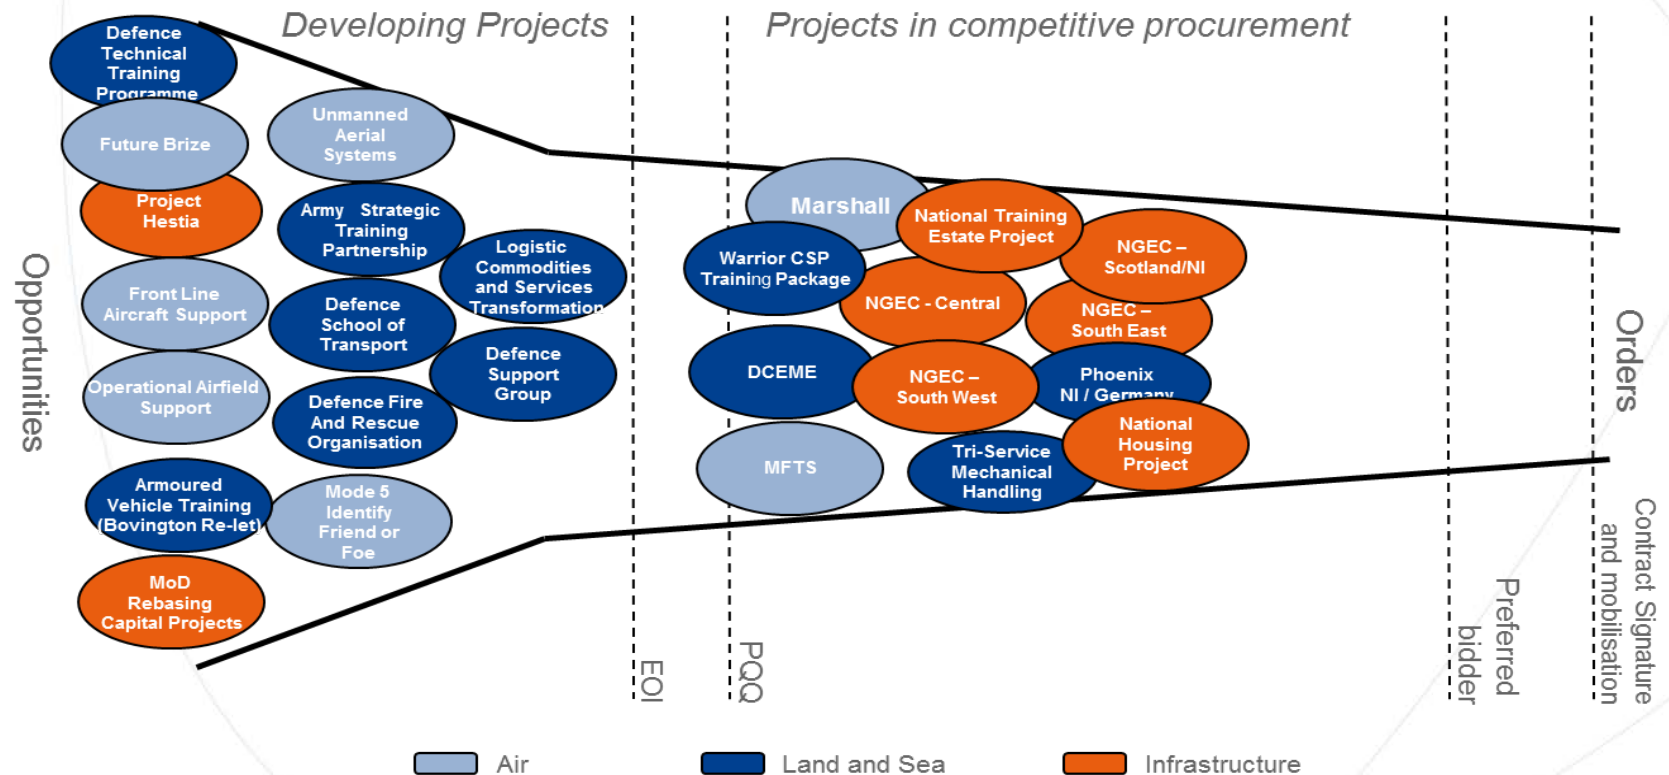 Developing Projects
Projects in competitive procurement
Opportunities
Defence
Technical
Training
Programme
Future Brize
Project
Hestia
Front Line
Aircraft Support
Operational Airfield
Support
Armoured
Vehicle Training
(Bovington Re-let)
MoD
Rebasing
Capital Projects
Unmanned
Aerial
Systems
Army Strategic
Training
Partnership
Defence
School of
Transport
Defence Fire
And Rescue
Organisation
Mode 5
Identify
Friend or
Foe
Logistic
Commodities
and Services
Transformation
Defence
Support
Group
EOI
PQQ
Marshall
Warrior CSP
Training Package
DCEME
MFTS
National Training
Estate Project
NGEC - Central
NGEC –
South West
Tri-Service
Mechanical
Handling
NGEC –
Scotland/NI
NGEC –
South East
Phoenix
NI / Germany
National
Housing
Project
Preferred
bidder
Orders
Contract Signature
and mobilisation
Air
Land and Sea
Infrastructure